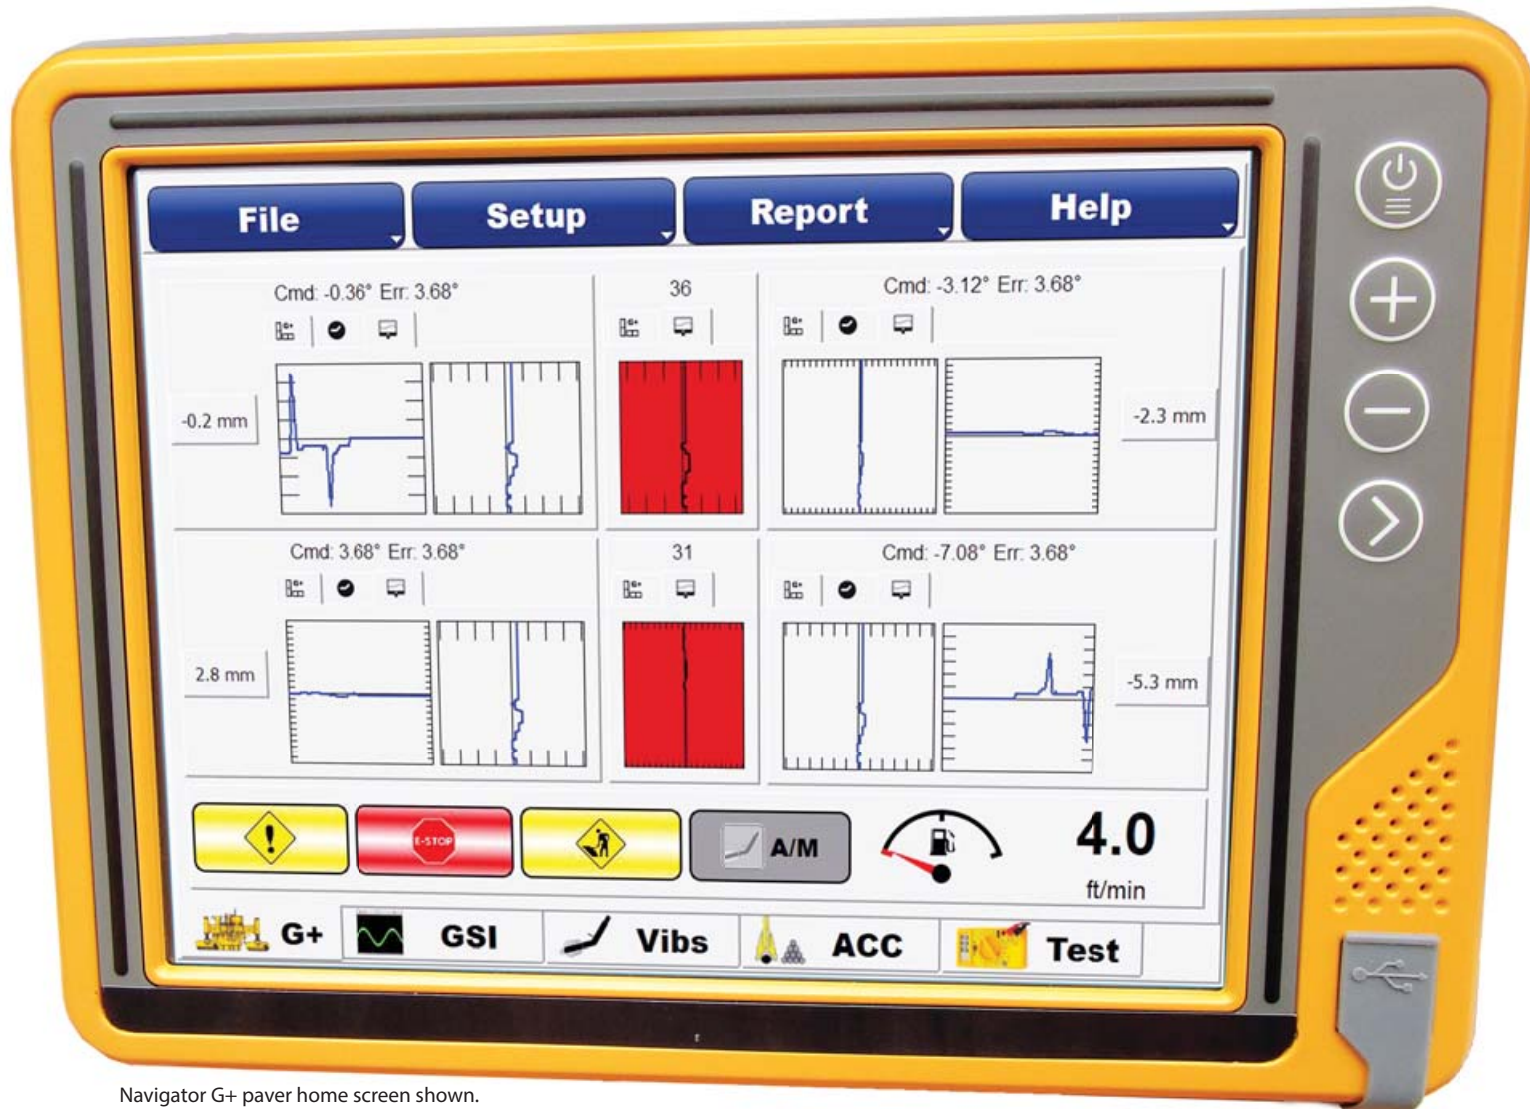 File
Setup
Report
Help
Cmd: -0.36° Err: 3.68°
36
Cmd: -3.12° Err: 3.68°
G+
G+
G+
-0.2 mm
-2.3 mm
Cmd: 3.68° Err: 3.68°
31
Cmd: -7.08° Err: 3.68°
G+
G+
G+
2.8 mm
-5.3 mm
!
E-STOP
A/M
4.0
ft/min
G+
GSI
Vibs
ACC
Test
Navigator G+ paver home screen shown.